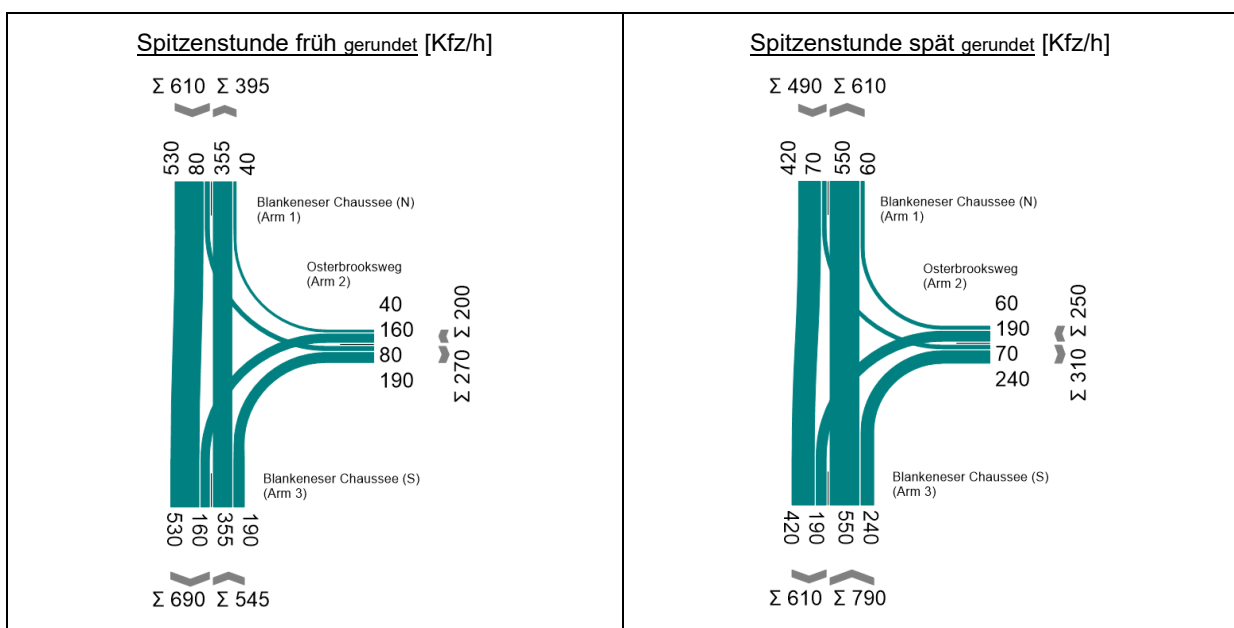 Spitzenstunde früh gerundet [Kfz/h]
Σ 610 Σ 395
530 80 355 40
Blankeneser Chaussee (N)
(Arm 1)
Osterbrooksweg
(Arm 2)
40
160
80
190
Σ 200
Σ 270
Blankeneser Chaussee (S)
(Arm 3)
530 160 355 190
Σ 690 Σ 545
Spitzenstunde spät gerundet [Kfz/h]
Σ 490 Σ 610
420 70 550 60
Blankeneser Chaussee (N)
(Arm 1)
Osterbrooksweg
(Arm 2)
60
190
70
240
Σ 250
Σ 310
Blankeneser Chaussee (S)
(Arm 3)
420 190 550 240
Σ 610 Σ 790